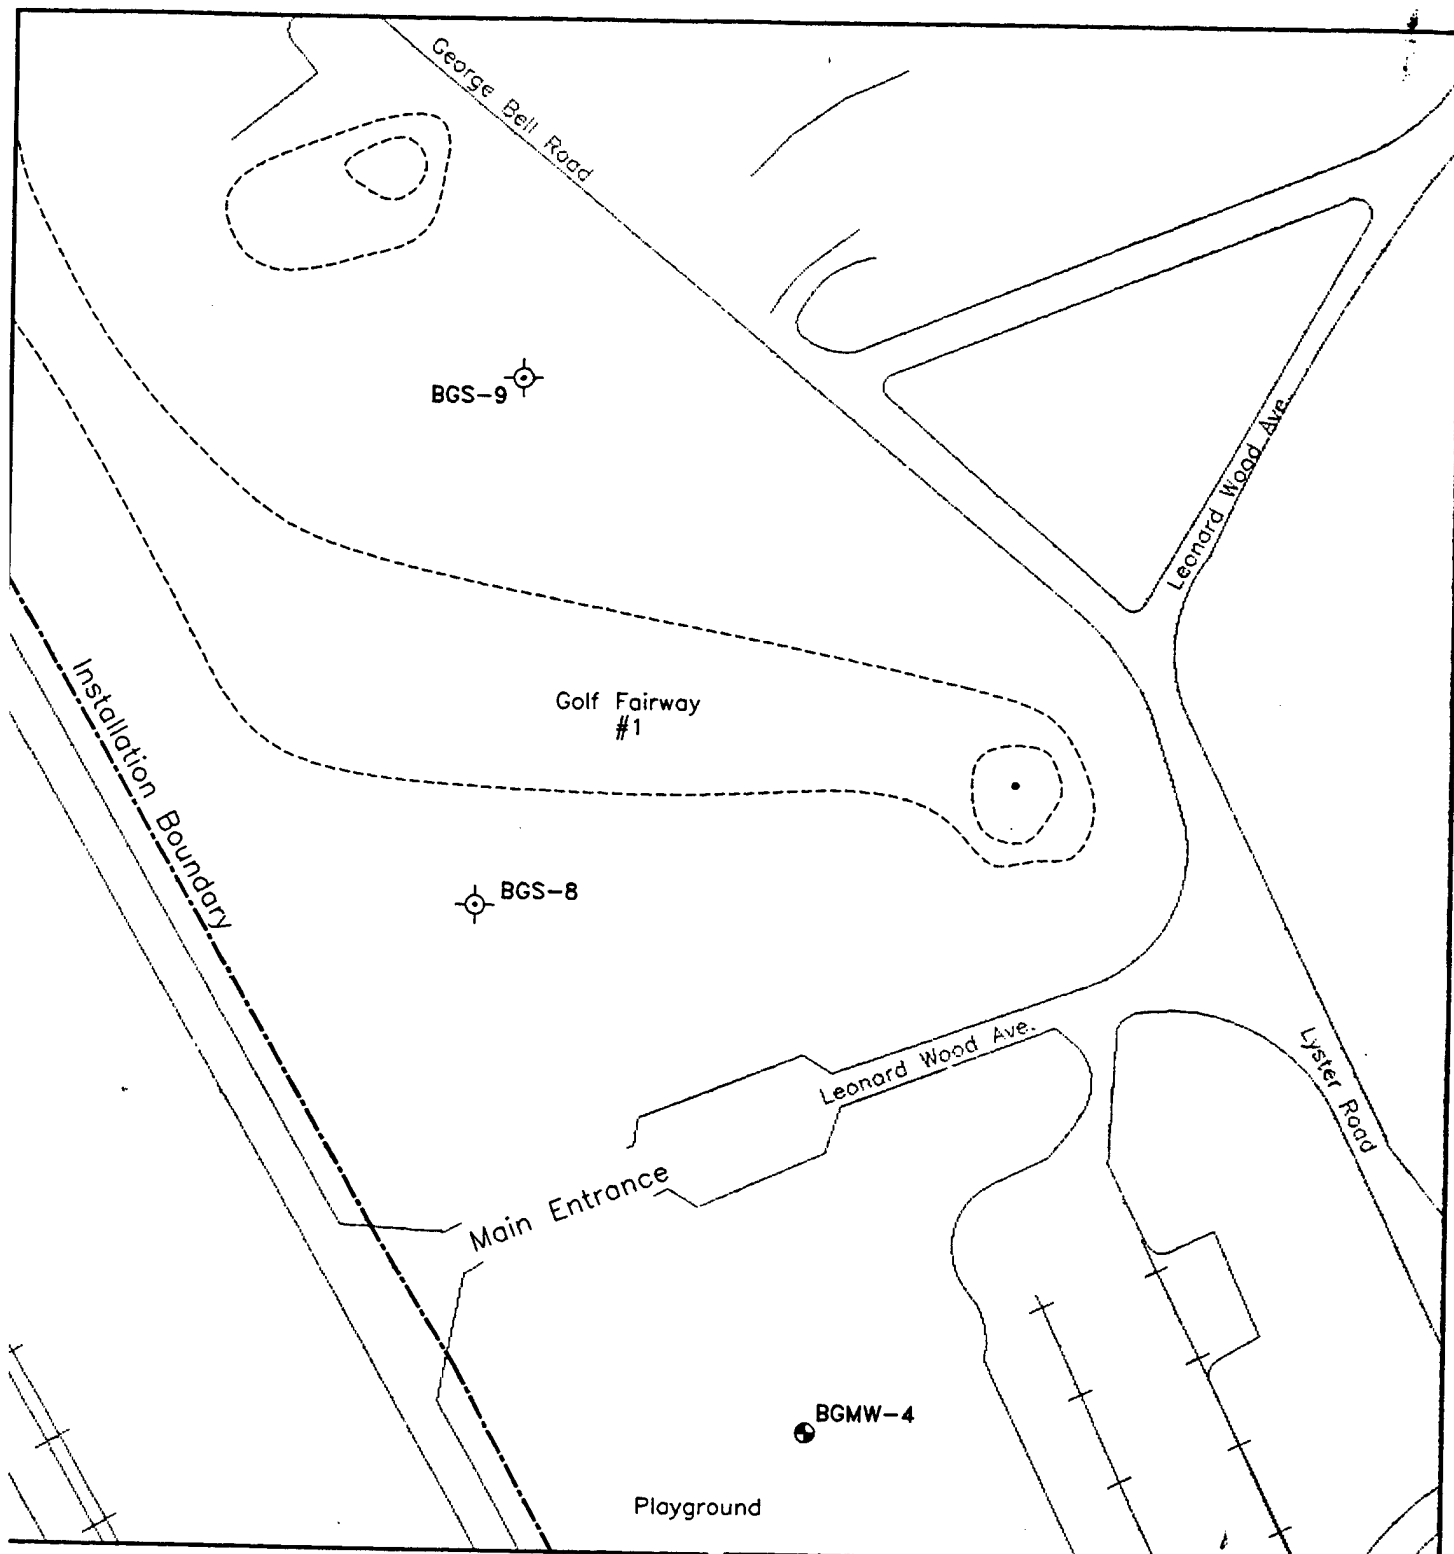 George Bell Road
BGS-9
Leonard Wood Ave.
Installation Boundary
Golf Fairway
#1
BGS-8
Leonard Wood Ave.
Lyster Road
Main Entrance
BGMW-4
Playground